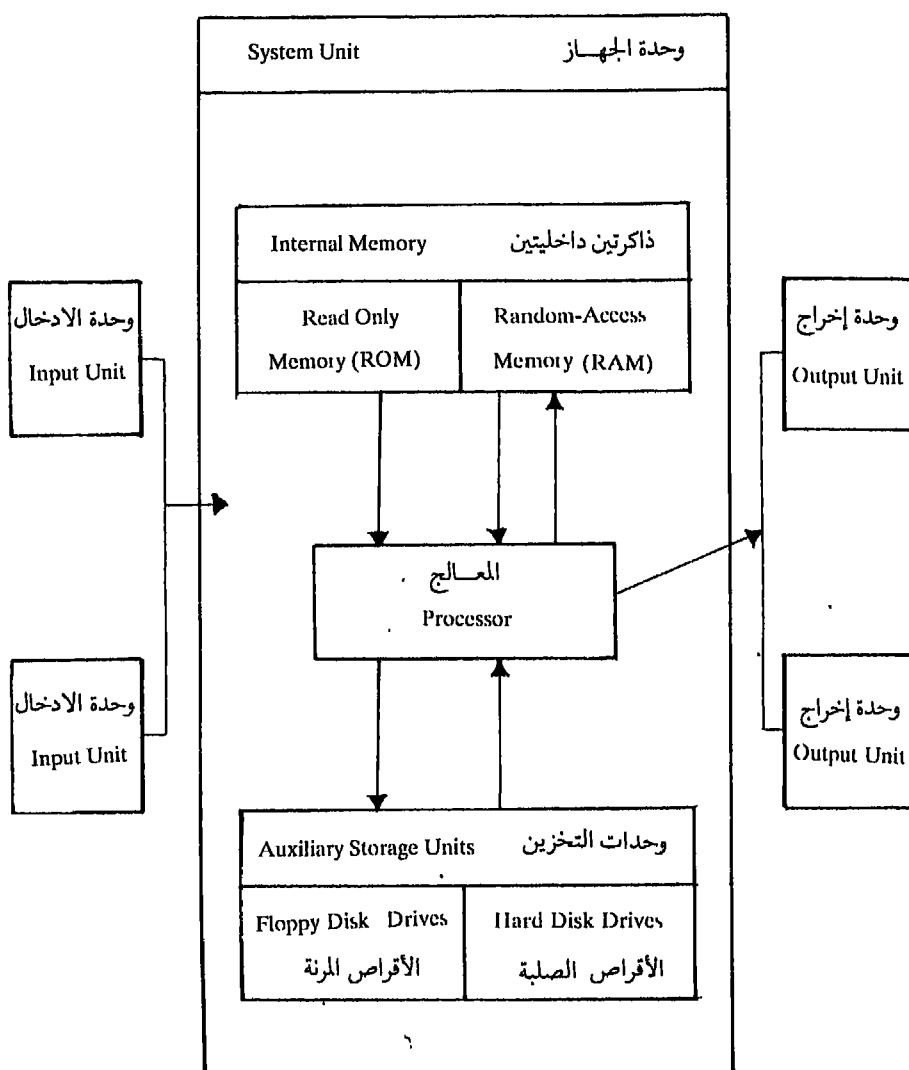 System Unit وحدة الجهـــاز
Internal Memory ذاكرتين داخليتين
Read Only
Memory (ROM)
Random-Access
Memory (RAM)
وحدة الادخال
Input Unit
وحدة إخراج
Output Unit
المعـــالج
Processor
وحدة الادخال
Input Unit
وحدة إخراج
Output Unit
Auxiliary Storage Units وحدات التخزين
Floppy Disk Drives
الأقراص المرنة
Hard Disk Drives
الأقراص الصلبة
٦